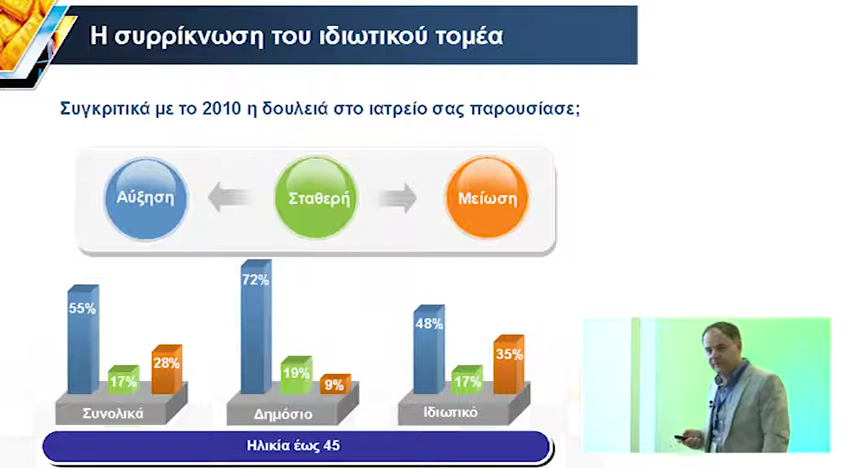 Η συρρίκνωση του ιδιωτικού τομέα
Συγκριτικά με το 2010 η δουλειά στο ιατρείο σας παρουσίασε;
Αύξηση
Σταθερή
Μείωση
55%
17%
28%
72%
19%
9%
48%
17%
35%
Συνολικά
Δημόσιο
Ιδιωτικό
Ηλικία έως 45